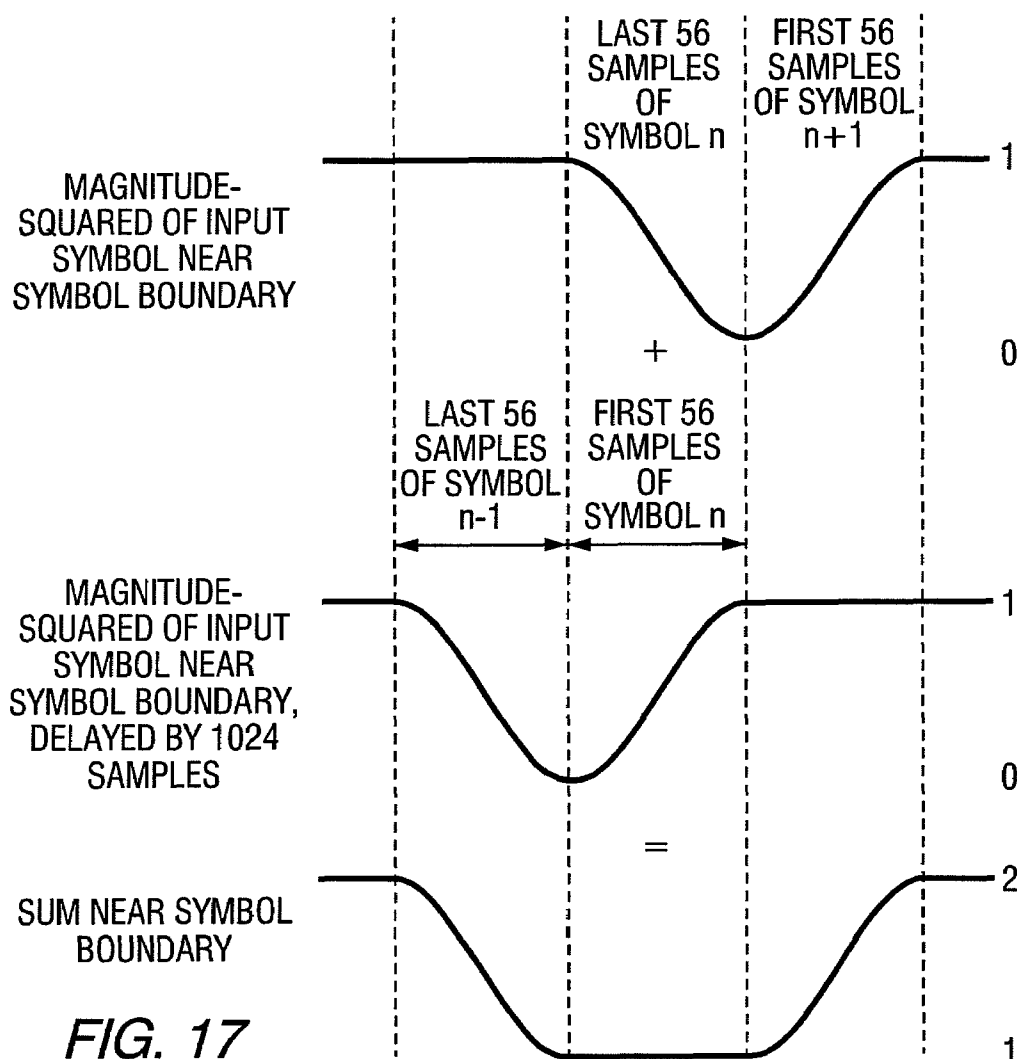 LAST 56
SAMPLES
OF
SYMBOL n
FIRST 56
SAMPLES
OF SYMBOL
n+1
MAGNITUDE-
SQUARED OF INPUT
SYMBOL NEAR
SYMBOL BOUNDARY
1
+
0
LAST 56
SAMPLES
OF SYMBOL
n-1
FIRST 56
SAMPLES
OF
SYMBOL n
MAGNITUDE-
SQUARED OF INPUT
SYMBOL NEAR
SYMBOL BOUNDARY,
DELAYED BY 1024
SAMPLES
1
0
=
SUM NEAR SYMBOL
BOUNDARY
2
1
FIG. 17